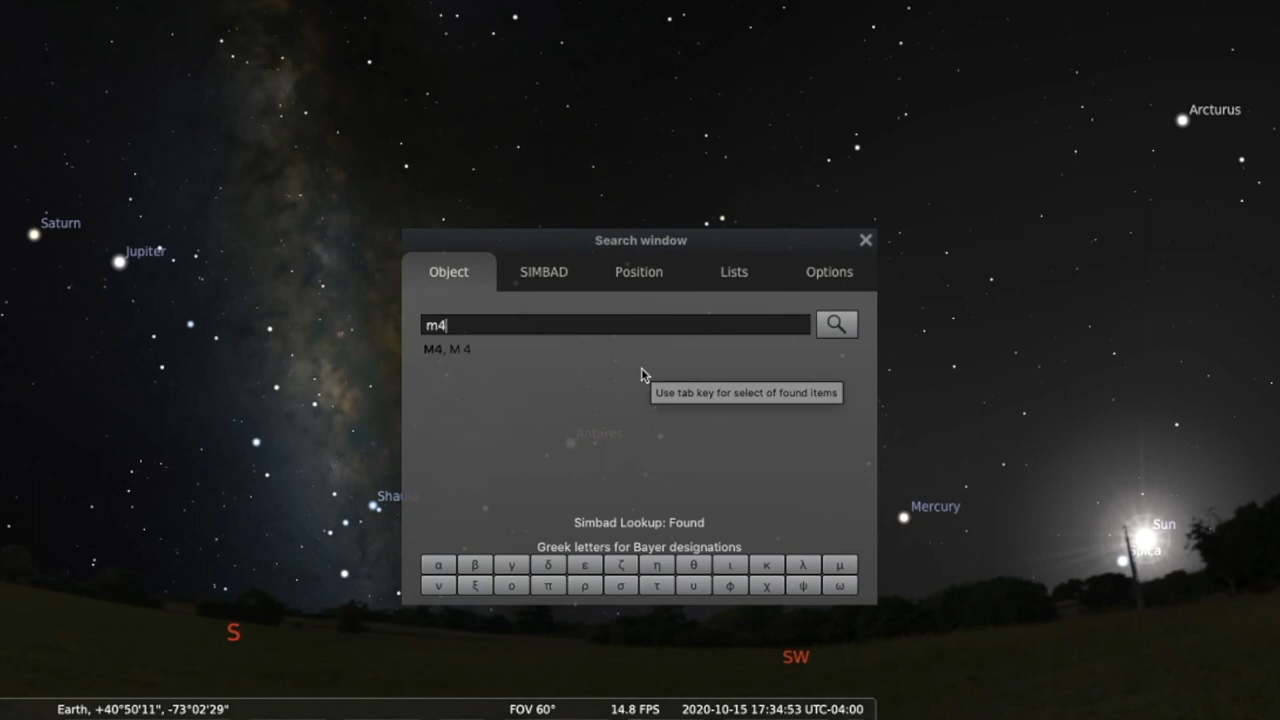 Arcturus
Saturn
Jupiter
Search window
Object SIMBAD Position Lists Options
m4
M4, M 4
Use tab key for select of found items
Antares
Shau
Mercury
Simbad Lookup: Found
Sun
Spica
Greek letters for Bayer designations
α β γ δ ε ζ η θ ι κ λ μ
ν ξ ο π ρ σ τ υ φ χ ψ ω
S
SW
Earth, +40°50'11", -73°02'29" FOV 60° 14.8 FPS 2020-10-15 17:34:53 UTC-04:00